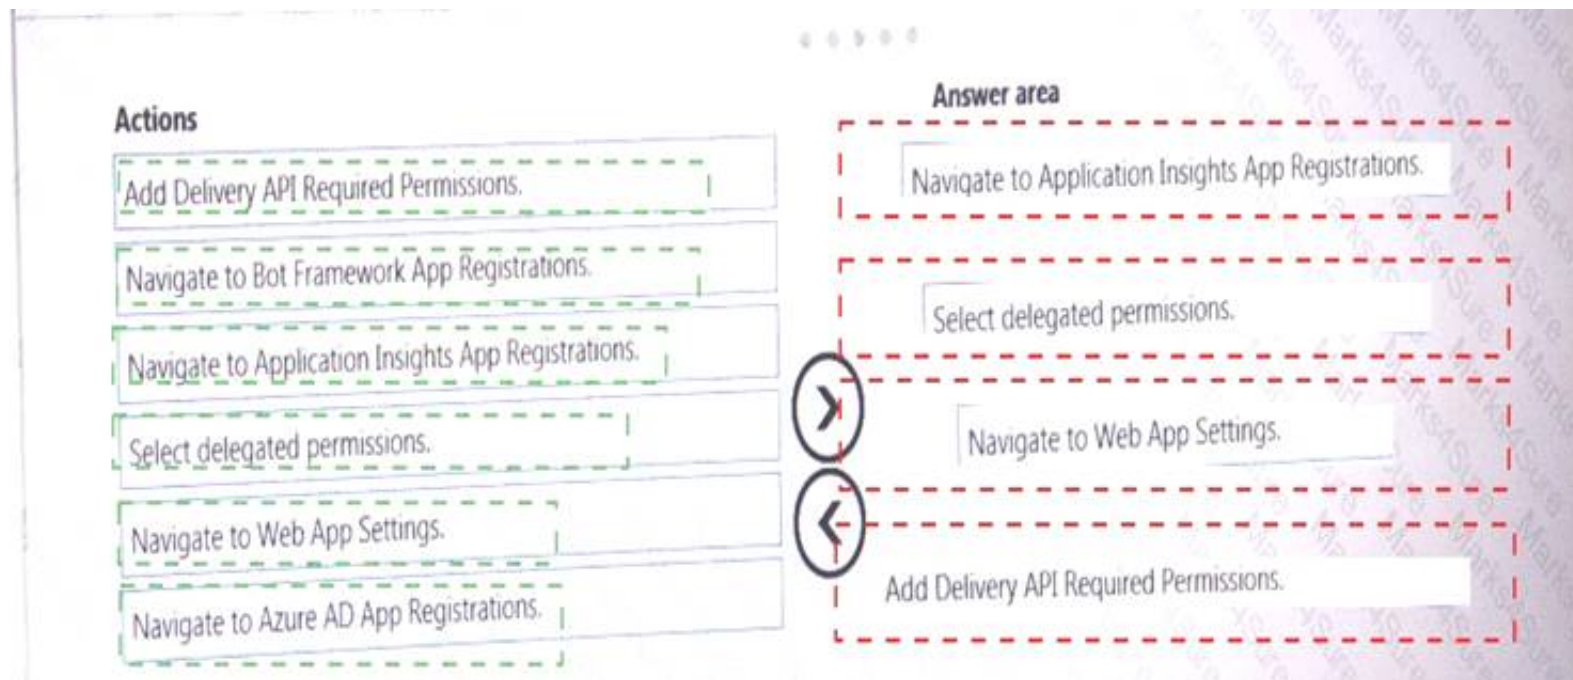 Actions
Add Delivery API Required Permissions.
Navigate to Bot Framework App Registrations.
Navigate to Application Insights App Registrations.
Select delegated permissions.
Navigate to Web App Settings.
Navigate to Azure AD App Registrations.
Answer area
Navigate to Application Insights App Registrations.
Select delegated permissions.
Navigate to Web App Settings.
Add Delivery API Required Permissions.
Marks4Sure